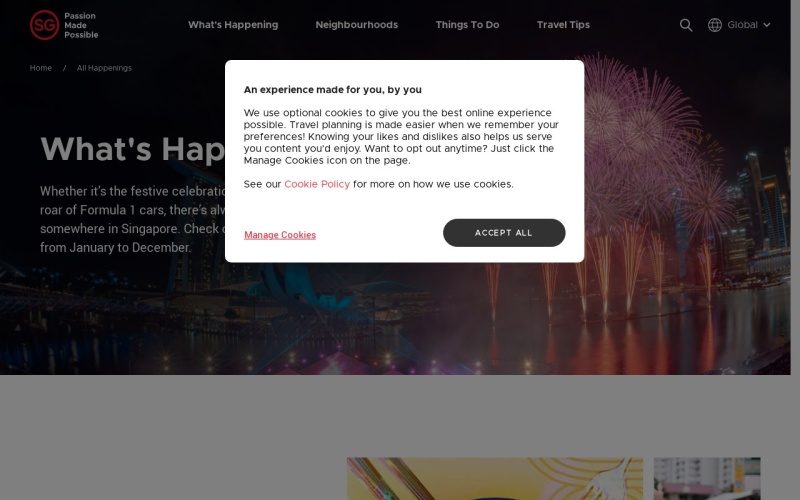 SG
Passion
Made
Possible
What's Happening
Neighbourhoods
Things To Do
Travel Tips
Global
Home / All Happenings
An experience made for you, by you
We use optional cookies to give you the best online experience
possible. Travel planning is made easier when we remember your
preferences! Knowing your likes and dislikes also helps us serve
you content you'd enjoy. Want to opt out anytime? Just click the
Manage Cookies icon on the page.
See our Cookie Policy for more on how we use cookies.
Manage Cookies
ACCEPT ALL
What's Hap
Whether it's the festive celebratio
roar of Formula 1 cars, there's alw
somewhere in Singapore. Check o
from January to December.